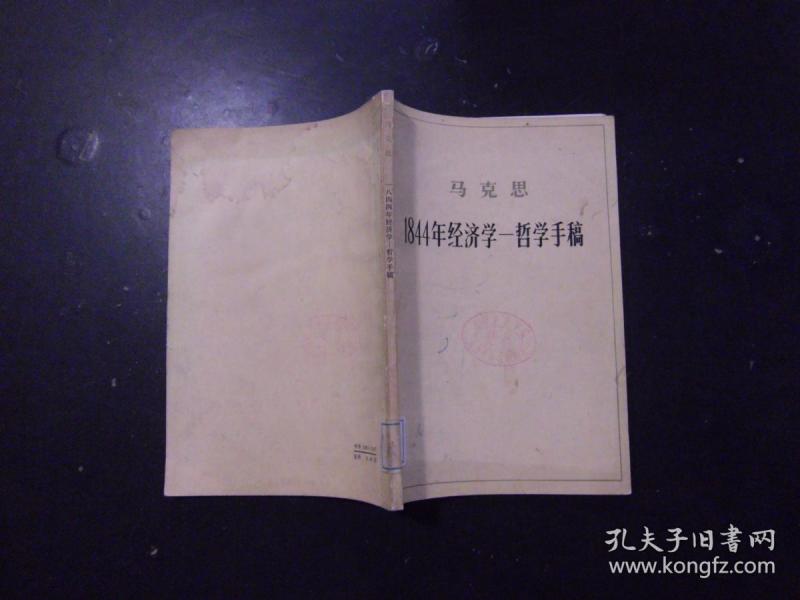 马克思
1844年经济学—哲学手稿
一八四四年经济学—哲学手稿
孔夫子旧书网
www.kongfz.com